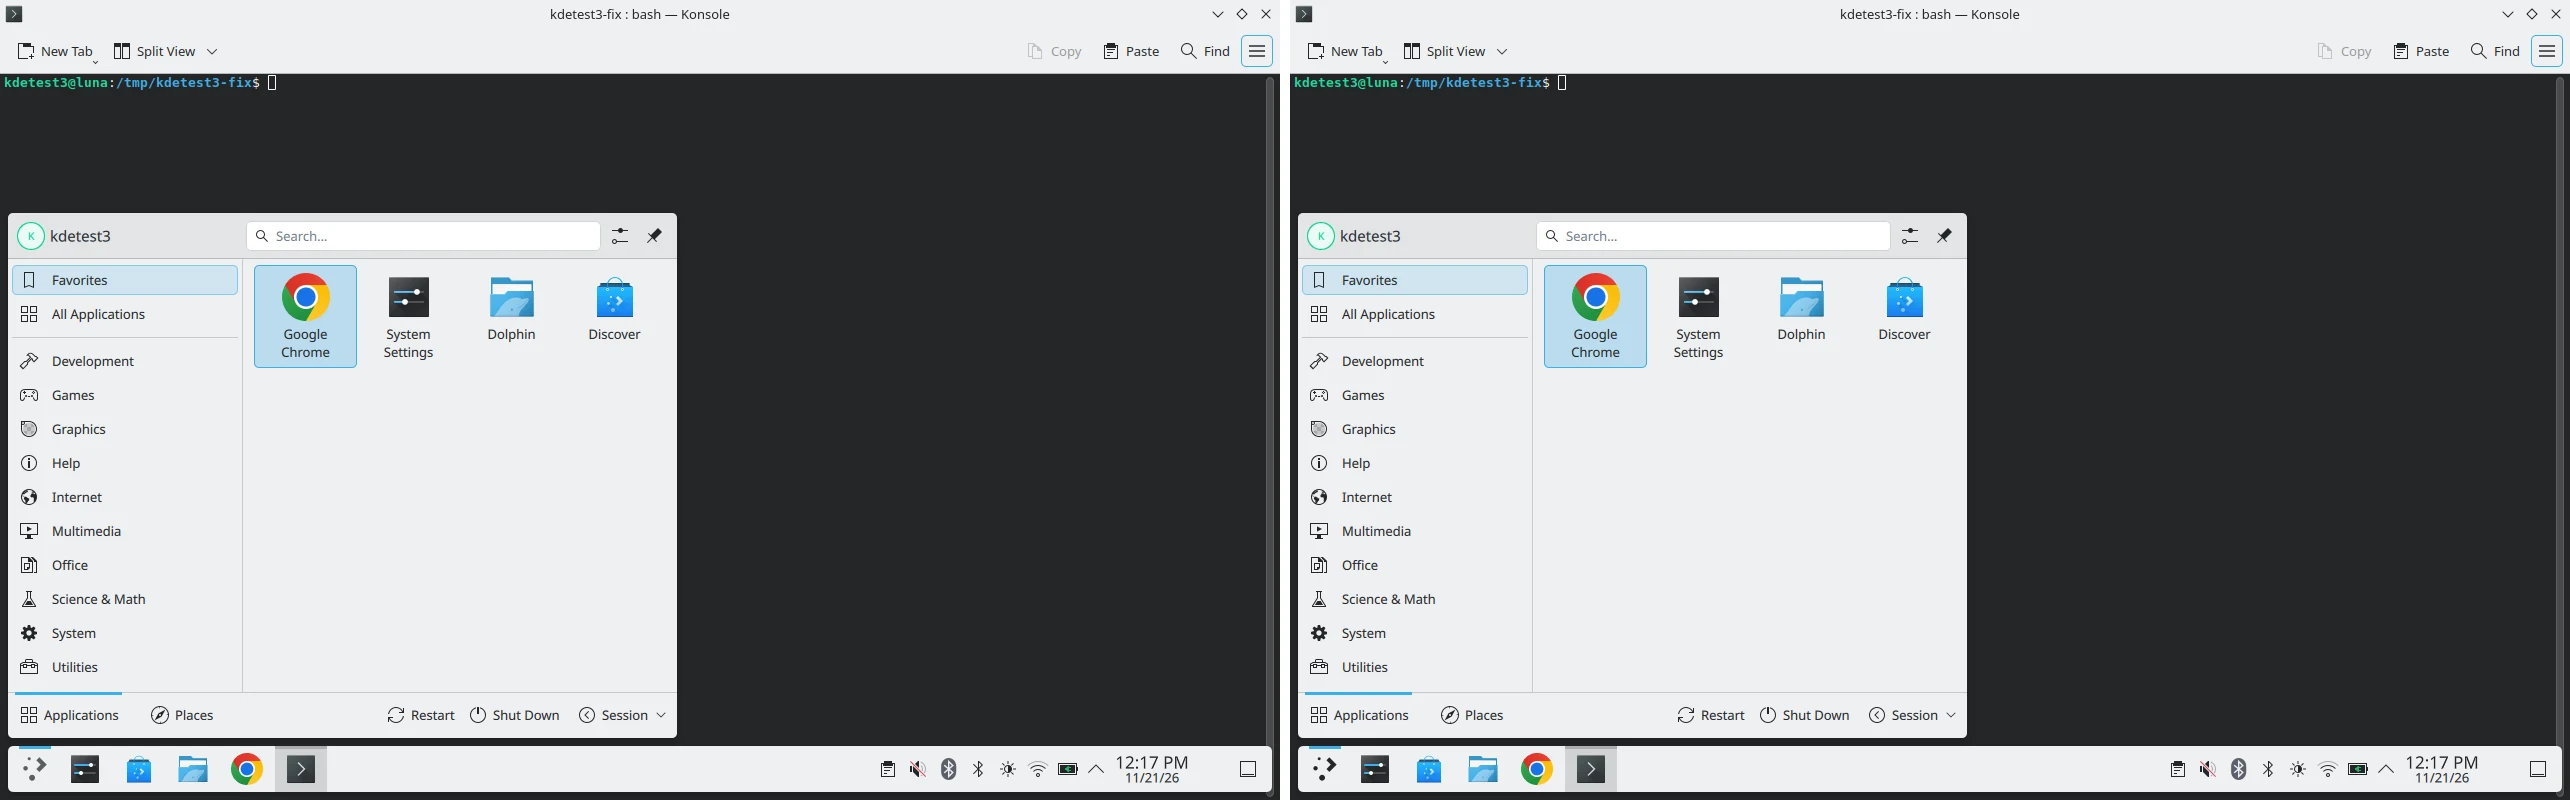 kdetest3-fix : bash — Konsole
New Tab Split View Copy Paste Find
kdetest3@luna:/tmp/kdetest3-fix$
K kdetest3 Search...
Favorites
All Applications
Development
Games
Graphics
Help
Internet
Multimedia
Office
Science & Math
System
Utilities
Google
Chrome
System
Settings
Dolphin
Discover
Applications Places Restart Shut Down Session
12:17 PM
11/21/26
kdetest3-fix : bash — Konsole
New Tab Split View Copy Paste Find
kdetest3@luna:/tmp/kdetest3-fix$
K kdetest3 Search...
Favorites
All Applications
Development
Games
Graphics
Help
Internet
Multimedia
Office
Science & Math
System
Utilities
Google
Chrome
System
Settings
Dolphin
Discover
Applications Places Restart Shut Down Session
12:17 PM
11/21/26